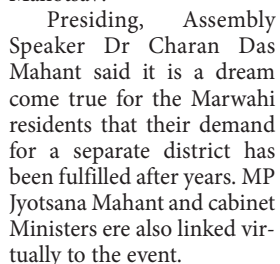 Presiding, Assembly
Speaker Dr Charan Das
Mahant said it is a dream
come true for the Marwahi
residents that their demand
for a separate district has
been fulfilled after years. MP
Jyotsana Mahant and cabinet
Ministers ere also linked vir-
tually to the event.